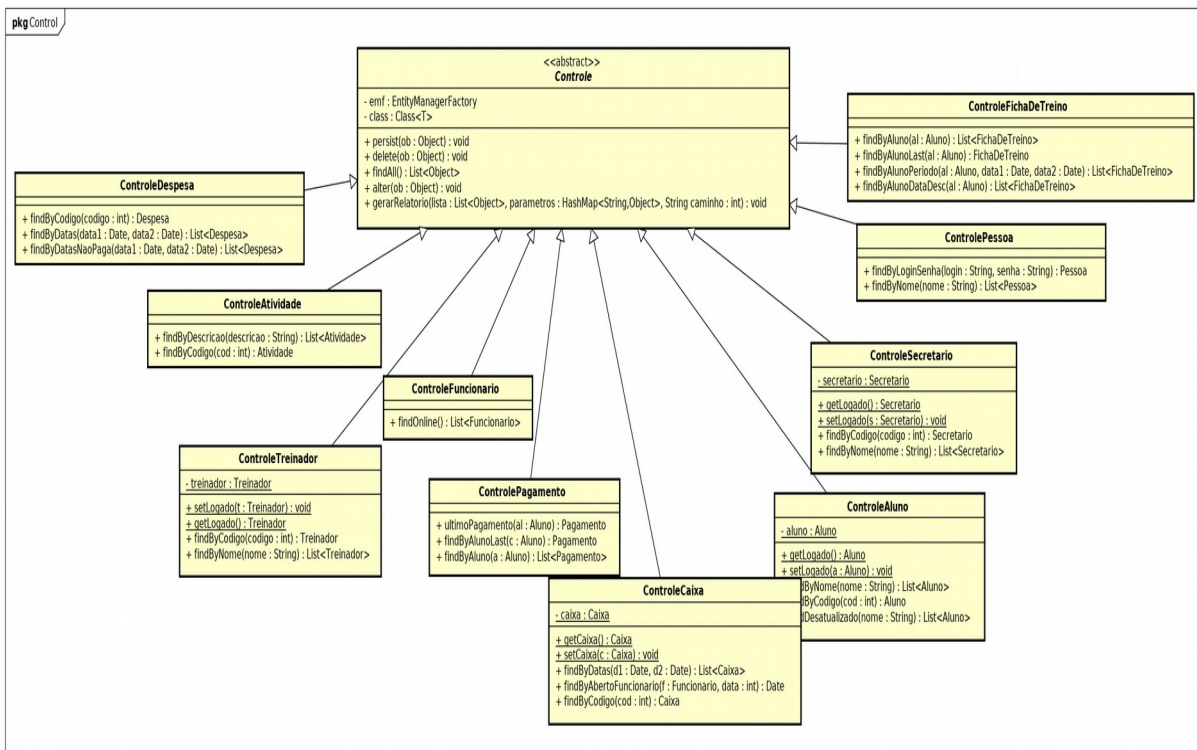 pkg Control
<<abstract>>
Controle
- emf : EntityManagerFactory
- class : Class<T>
+ persist(ob : Object) : void
+ delete(ob : Object) : void
+ findAll() : List<Object>
+ alter(ob : Object) : void
+ gerarRelatorio(lista : List<Object>, parametros : HashMap<String,Object>, String caminho : int) : void
ControleFichaDeTreino
+ findByAluno(al : Aluno) : List<FichaDeTreino>
+ findByAlunoLast(al : Aluno) : FichaDeTreino
+ findByAlunoPeriodo(al : Aluno, data1 : Date, data2 : Date) : List<FichaDeTreino>
+ findByAlunoDataDesc(al : Aluno) : List<FichaDeTreino>
ControleDespesa
+ findByCodigo(codigo : int) : Despesa
+ findByDatas(data1 : Date, data2 : Date) : List<Despesa>
+ findByDatasNaoPaga(data1 : Date, data2 : Date) : List<Despesa>
ControlePessoa
+ findByLoginSenha(login : String, senha : String) : Pessoa
+ findByNome(nome : String) : List<Pessoa>
ControleAtividade
+ findByDescricao(descricao : String) : List<Atividade>
+ findByCodigo(cod : int) : Atividade
ControleSecretario
- secretario : Secretario
+ getLogado() : Secretario
+ setLogado(s : Secretario) : void
+ findByCodigo(codigo : int) : Secretario
+ findByNome(nome : String) : List<Secretario>
ControleFuncionario
+ findOnline() : List<Funcionario>
ControleTreinador
- treinador : Treinador
+ setLogado(t : Treinador) : void
+ getLogado() : Treinador
+ findByCodigo(codigo : int) : Treinador
+ findByNome(nome : String) : List<Treinador>
ControlePagamento
+ ultimoPagamento(al : Aluno) : Pagamento
+ findByAlunoLast(c : Aluno) : Pagamento
+ findByAluno(a : Aluno) : List<Pagamento>
ControleAluno
- aluno : Aluno
+ getLogado() : Aluno
+ setLogado(a : Aluno) : void
dByNome(nome : String) : List<Aluno>
dByCodigo(cod : int) : Aluno
dDesatualizado(nome : String) : List<Aluno>
ControleCaixa
- caixa : Caixa
+ getCaixa() : Caixa
+ setCaixa(c : Caixa) : void
+ findByDatas(d1 : Date, d2 : Date) : List<Caixa>
+ findByAbertoFuncionario(f : Funcionario, data : int) : Date
+ findByCodigo(cod : int) : Caixa